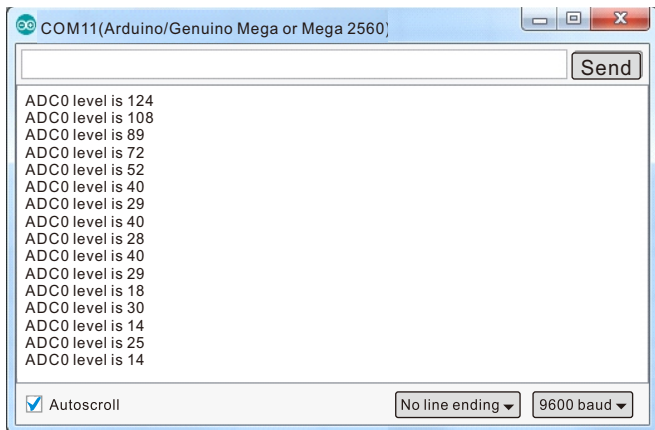 COM11(Arduino/Genuino Mega or Mega 2560)
Send
ADC0 level is 124
ADC0 level is 108
ADC0 level is 89
ADC0 level is 72
ADC0 level is 52
ADC0 level is 40
ADC0 level is 29
ADC0 level is 40
ADC0 level is 28
ADC0 level is 40
ADC0 level is 29
ADC0 level is 18
ADC0 level is 30
ADC0 level is 14
ADC0 level is 25
ADC0 level is 14
Autoscroll No line ending 9600 baud